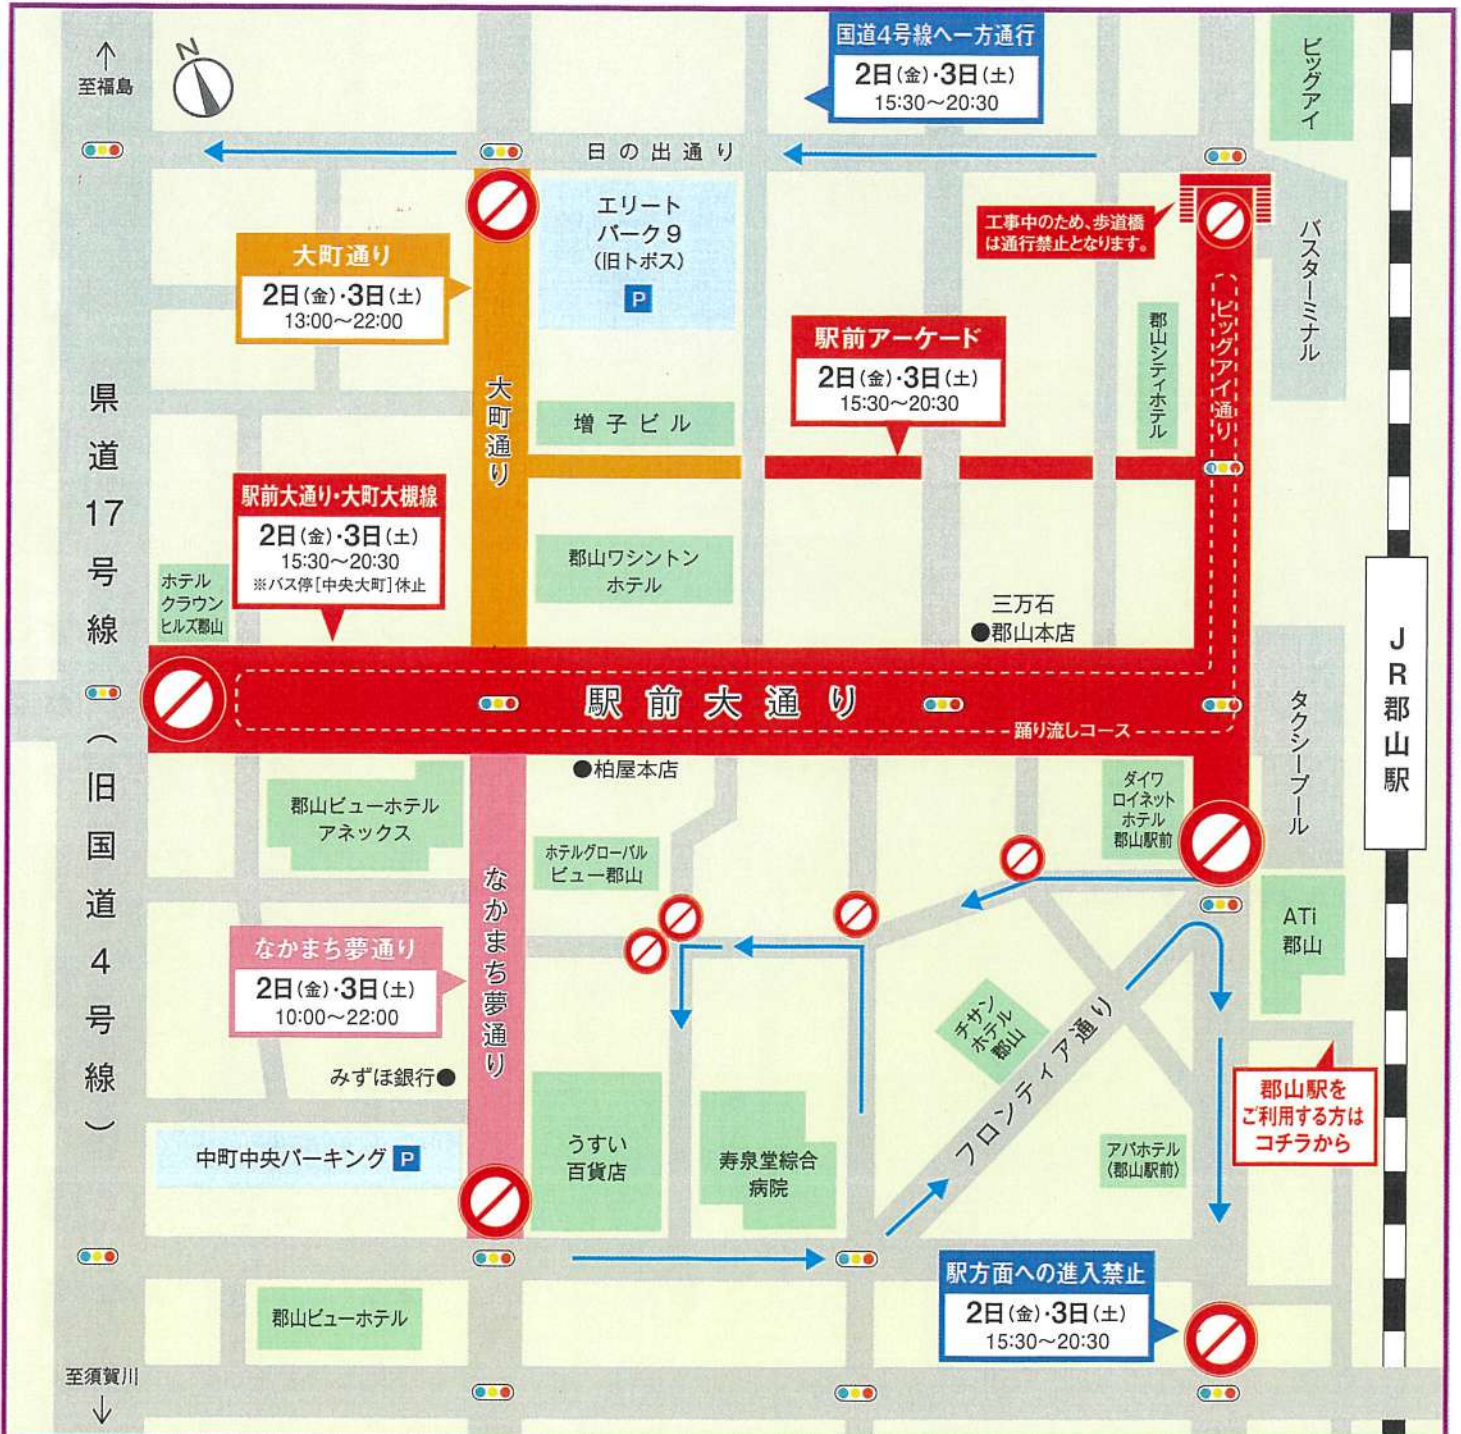 国道4号線へ一方通行
2日(金)・3日(土)
15:30〜20:30
N
至福島
ビッグアイ
日の出通り
エリート
パーク9
(旧トポス)
P
工事中のため、歩道橋
は通行禁止となります。
バスターミナル
大町通り
2日(金)・3日(土)
13:00〜22:00
駅前アーケード
2日(金)・3日(土)
15:30〜20:30
郡山シティホテル
ビッグアイ通り
県道17号線(旧国道4号線)
大町通り
増子ビル
駅前大通り・大町大槻線
2日(金)・3日(土)
15:30〜20:30
※バス停[中央大町]休止
ホテル
クラウン
ヒルズ郡山
郡山ワシントン
ホテル
三万石
●郡山本店
JR郡山駅
駅前大通り
踊り流しコース
タクシープール
●柏屋本店
郡山ビューホテル
アネックス
ダイワ
ロイネット
ホテル
郡山駅前
ホテルグローバル
ビュー郡山
なかまち夢通り
ATi
郡山
なかまち夢通り
2日(金)・3日(土)
10:00〜22:00
チサン
ホテル
郡山
フロンティア通り
みずほ銀行●
郡山駅を
ご利用する方は
コチラから
中町中央パーキング P
うすい
百貨店
寿泉堂綜合
病院
アパホテル
(郡山駅前)
駅方面への進入禁止
2日(金)・3日(土)
15:30〜20:30
郡山ビューホテル
至須賀川